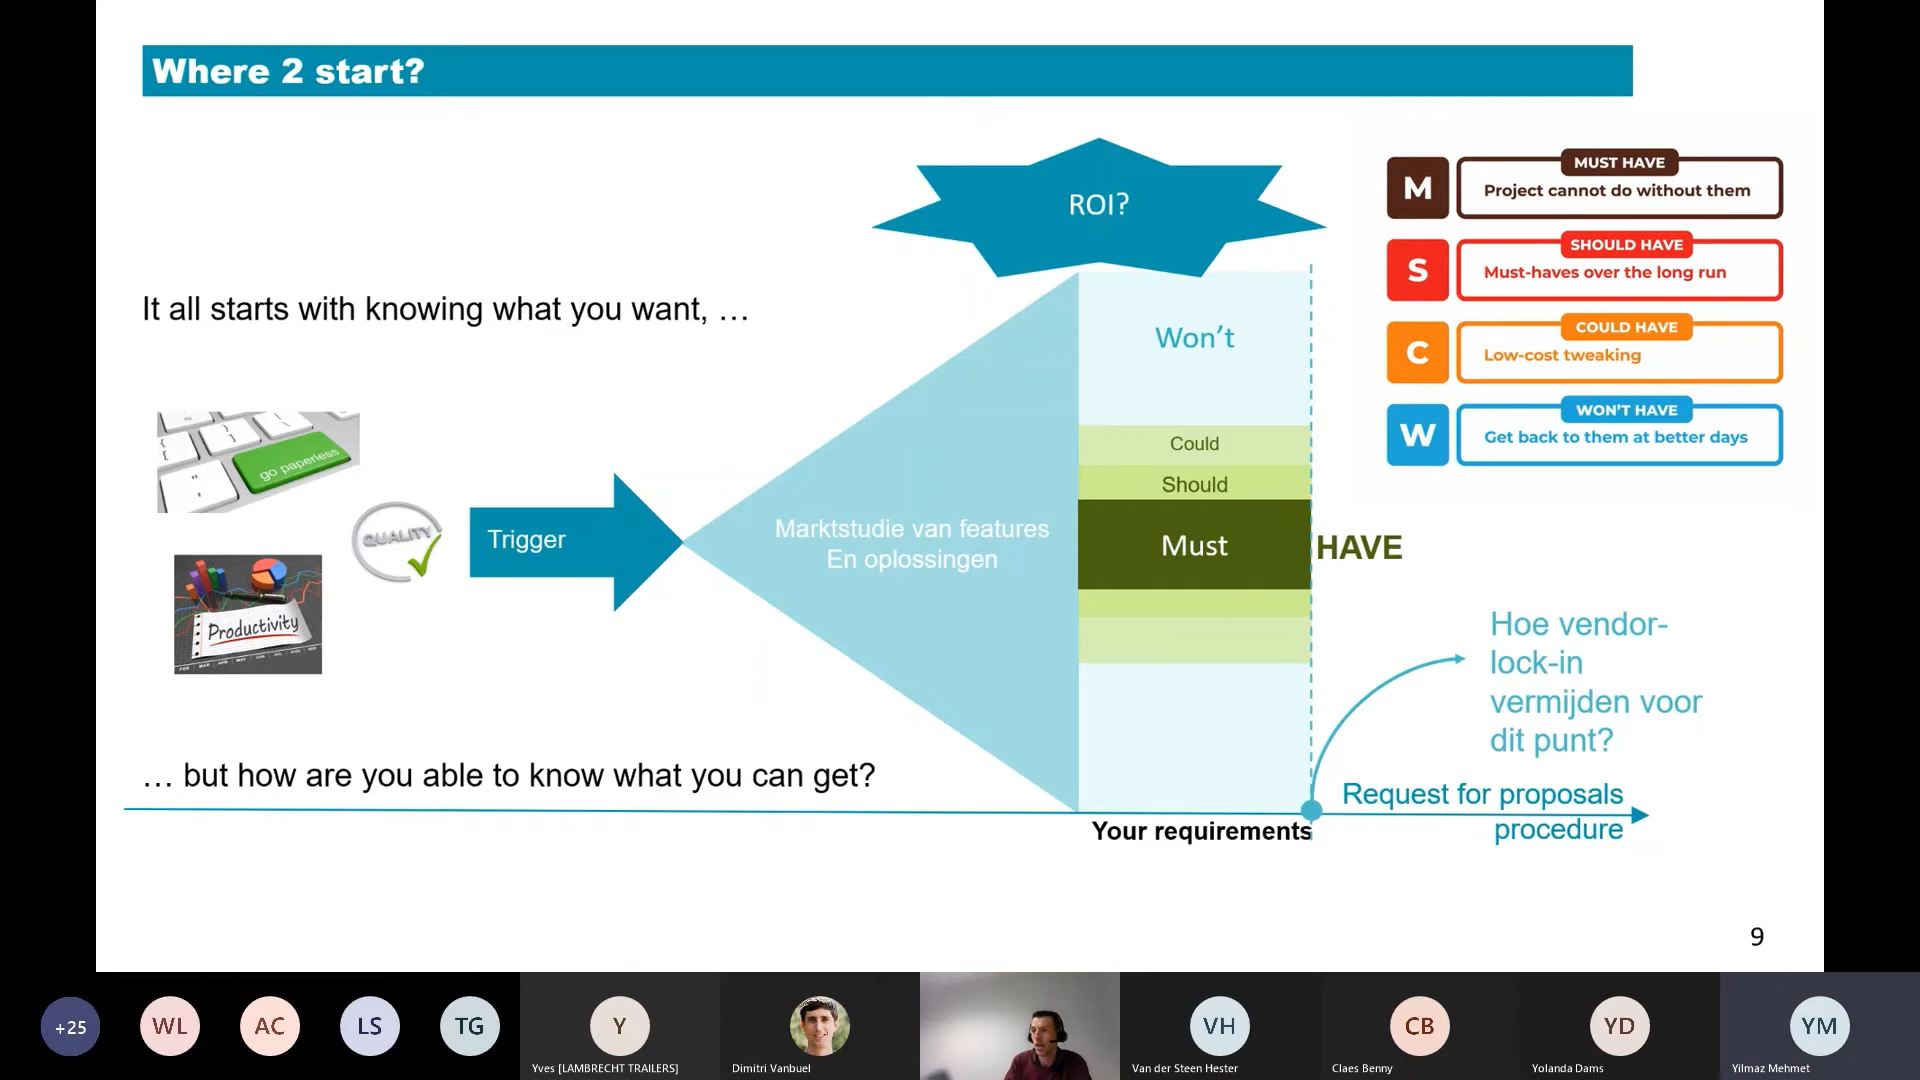 Where 2 start?
ROI?
M
MUST HAVE
Project cannot do without them
S
SHOULD HAVE
Must-haves over the long run
C
COULD HAVE
Low-cost tweaking
W
WON'T HAVE
Get back to them at better days
It all starts with knowing what you want, …
Won't
Could
Should
Must
HAVE
go paperless
QUALITY
Productivity
Trigger
Marktstudie van features
En oplossingen
Hoe vendor-
lock-in
vermijden voor
dit punt?
… but how are you able to know what you can get?
Request for proposals
procedure
Your requirements
9
+25
WL
AC
LS
TG
Y
Yves [LAMBRECHT TRAILERS]
Dimitri Vanbuel
VH
Van der Steen Hester
CB
Claes Benny
YD
Yolanda Dams
YM
Yilmaz Mehmet